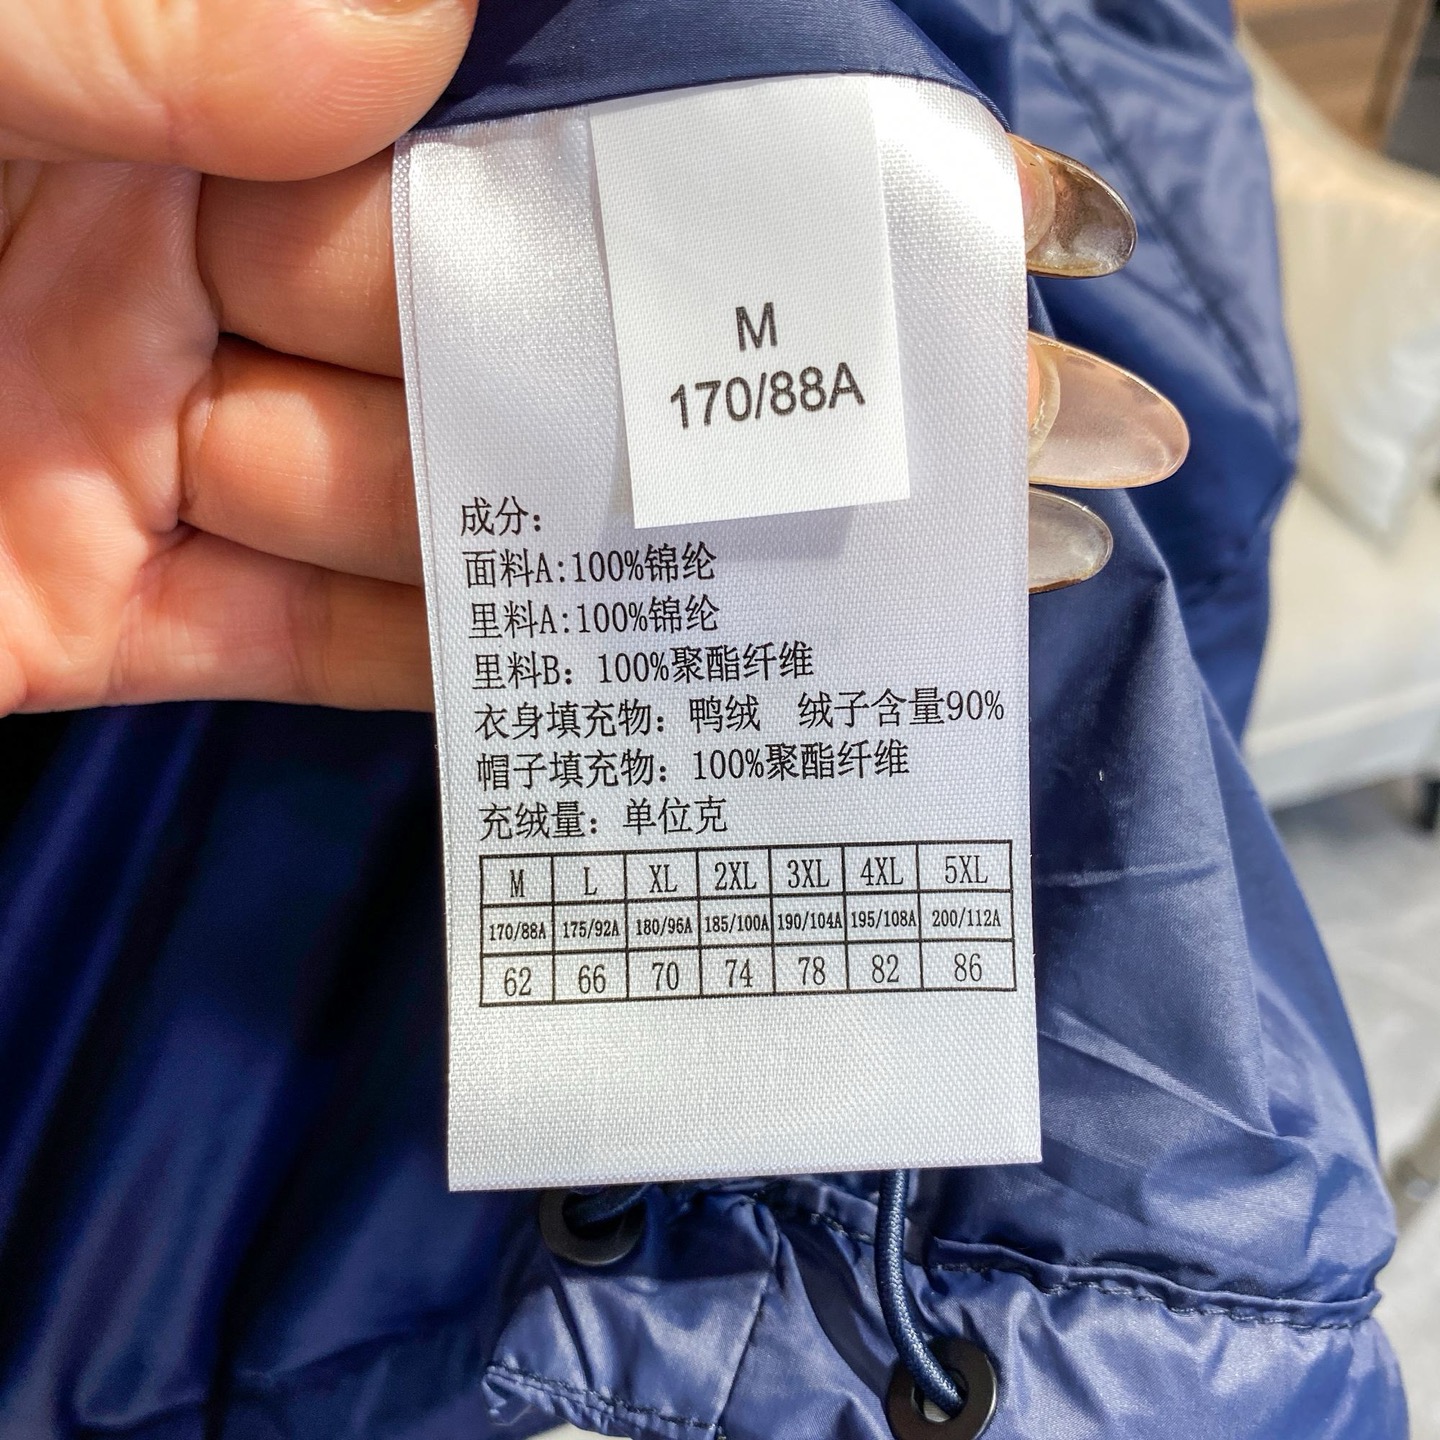 M
170/88A
成分：
面料A:100%锦纶
里料A:100%锦纶
里料B：100%聚酯纤维
衣身填充物：鸭绒 绒子含量90%
帽子填充物：100%聚酯纤维
充绒量：单位克
M L XL 2XL 3XL 4XL 5XL
170/88A 175/92A 180/96A 185/100A 190/104A 195/108A 200/112A
62 66 70 74 78 82 86